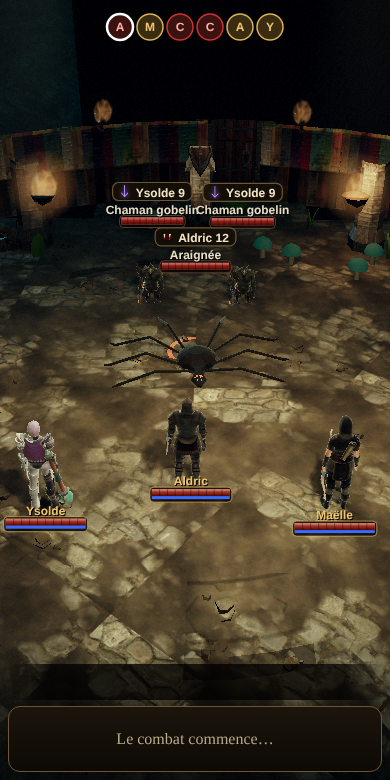 A M C C A Y
Ysolde 9 Ysolde 9
Chaman gobelin Chaman gobelin
Aldric 12
Araignée
Aldric
Ysolde
Maëlle
Le combat commence…